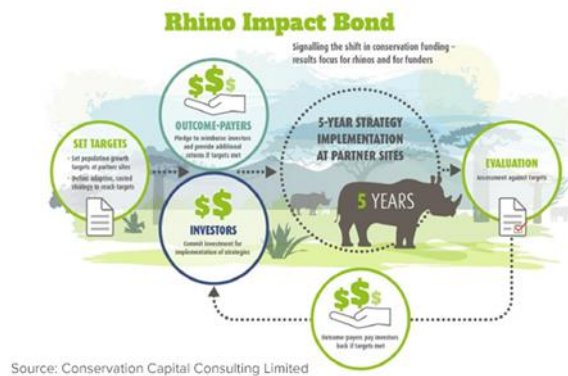 Rhino Impact Bond
Signalling the shift in conservation funding –
results focus for rhinos and for funders
$$$
OUTCOME-PAYERS
Pledge to reimburse investors
and provide additional
returns if targets met
SET TARGETS
- Set population growth
targets at partner sites
- Define adaptive, costed
strategy to reach targets
$$
INVESTORS
Commit investment for
implementation of strategies
5-YEAR STRATEGY
IMPLEMENTATION
AT PARTNER SITES
5 YEARS
EVALUATION
Assessment against targets
$$$
Outcome-payers pay investors
back if targets met
Source: Conservation Capital Consulting Limited